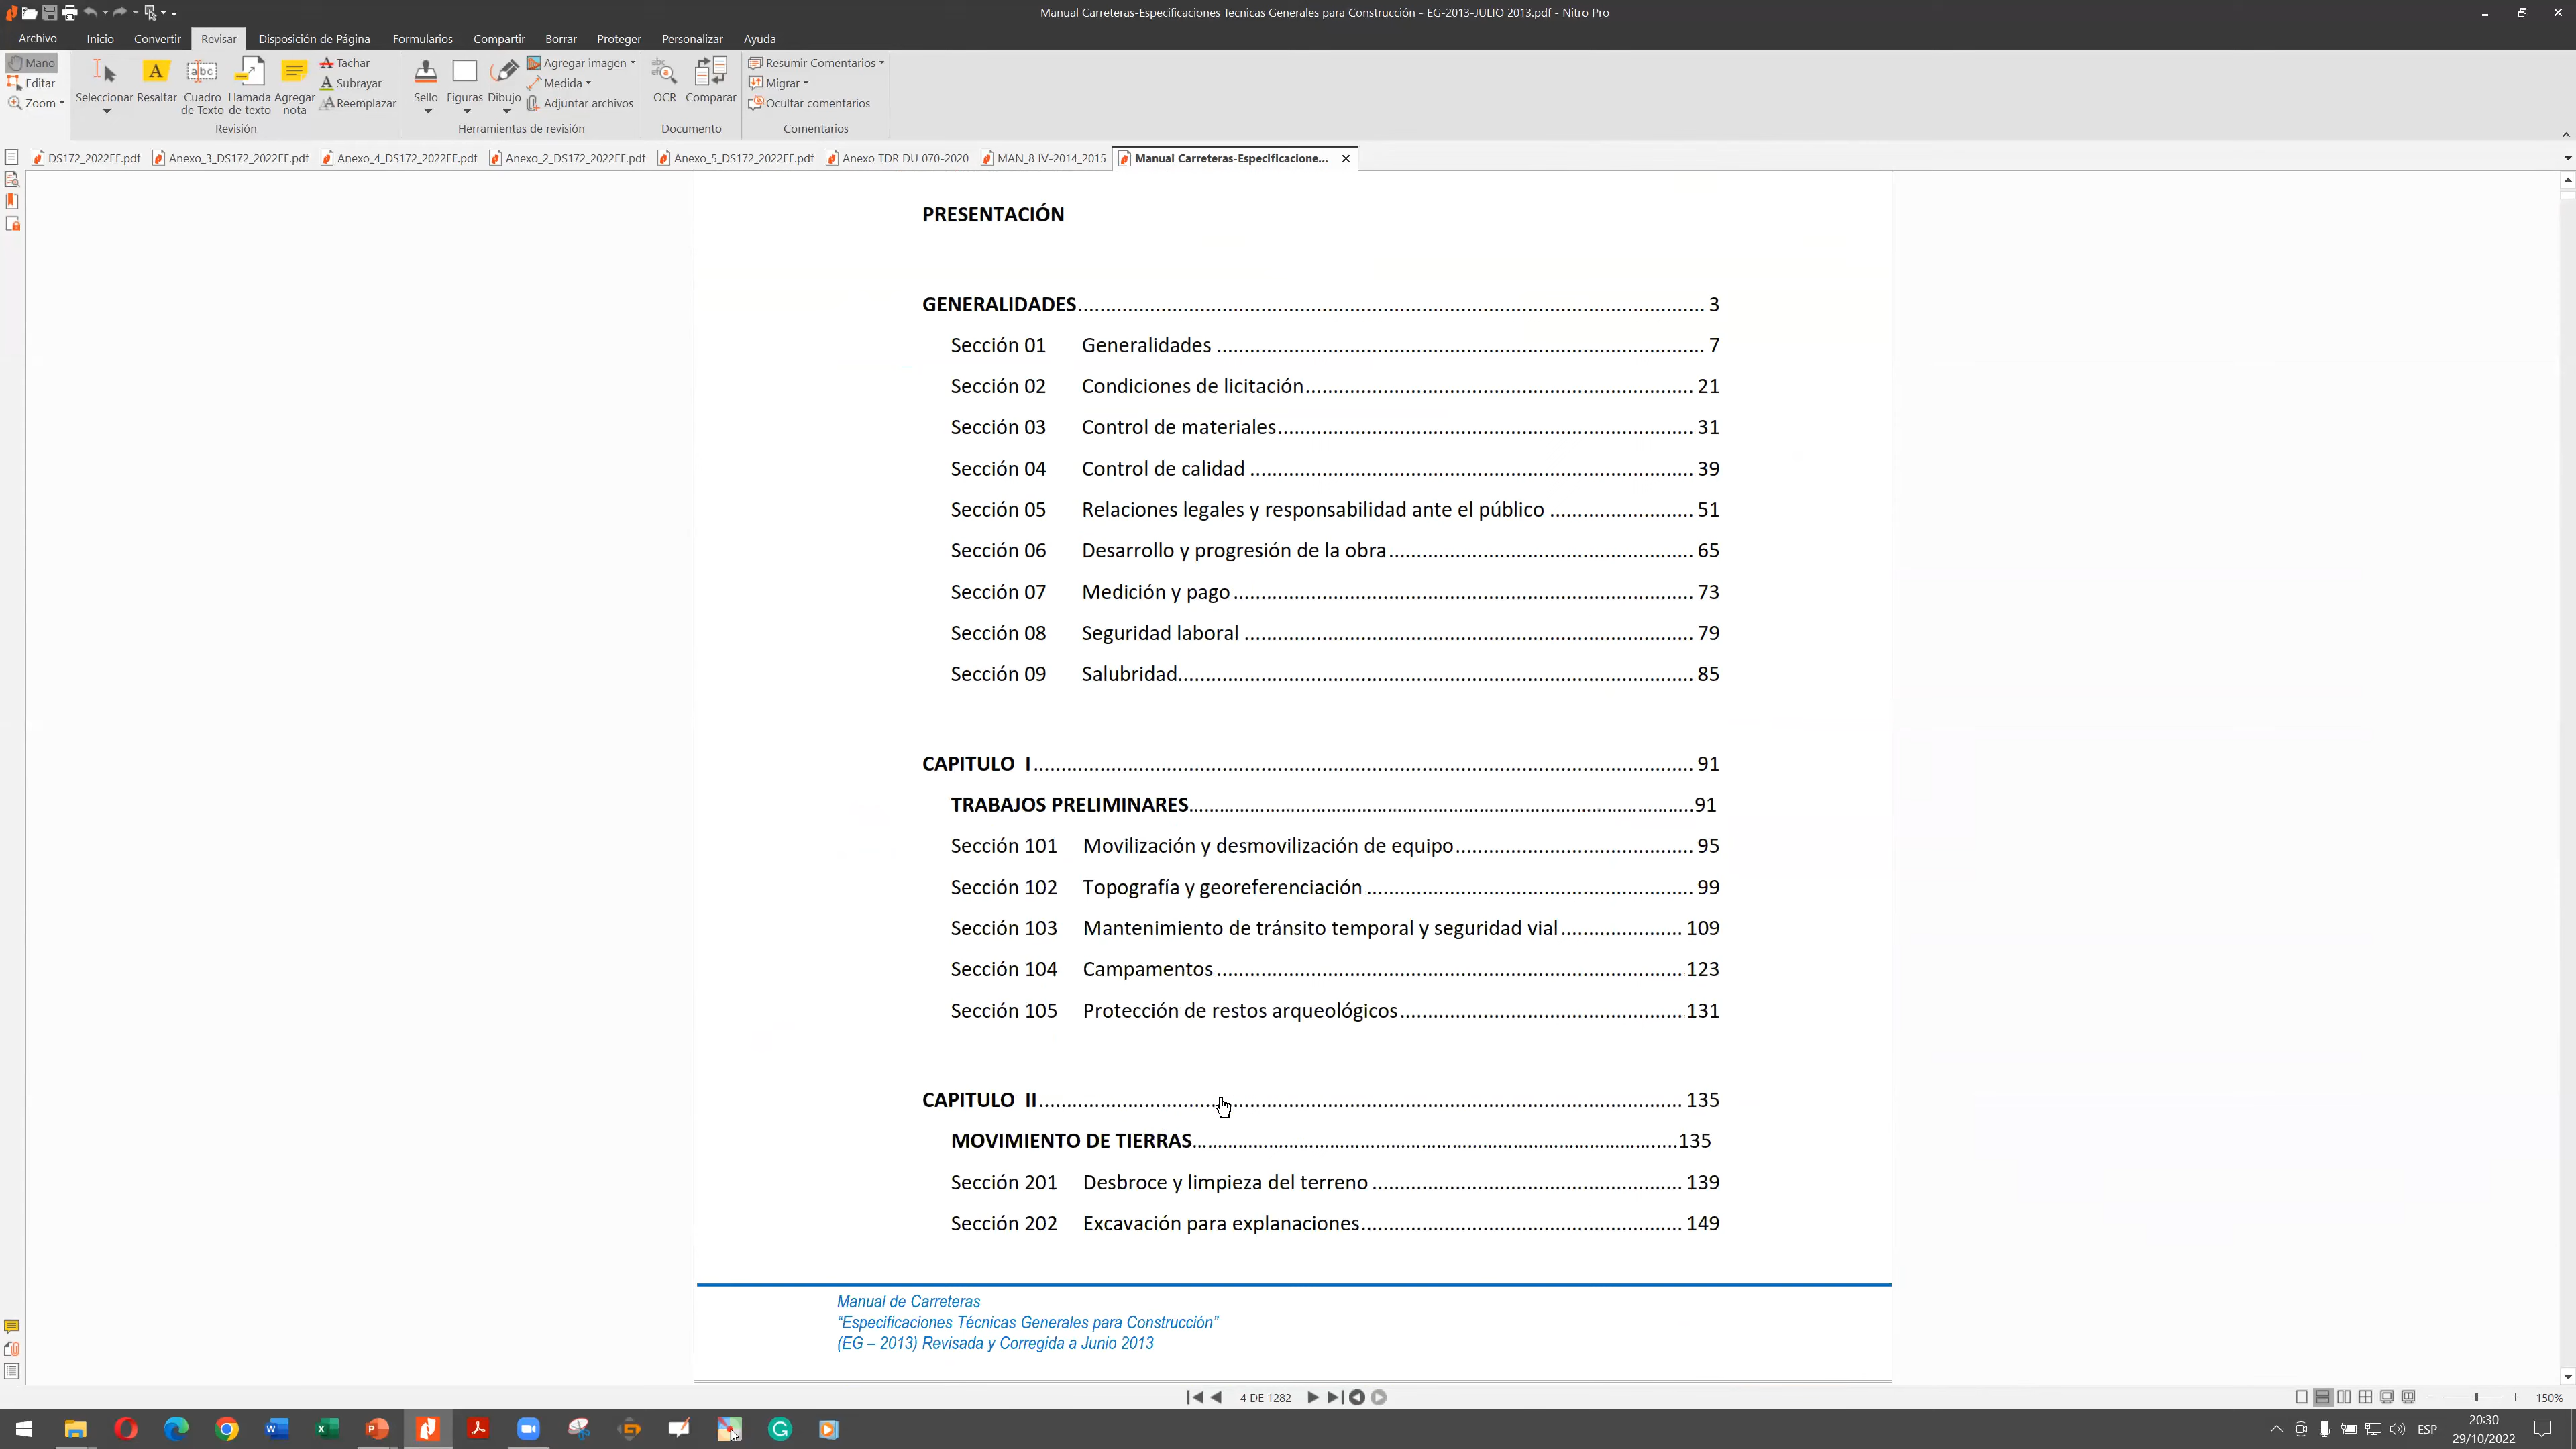 Manual Carreteras-Especificaciones Tecnicas Generales para Construcción - EG-2013-JULIO 2013.pdf - Nitro Pro
Archivo Inicio Convertir Revisar Disposición de Página Formularios Compartir Borrar Proteger Personalizar Ayuda
Mano
Editar
Zoom
Seleccionar
Resaltar
Cuadro de Texto
Llamada de texto
Agregar nota
Tachar
Subrayar
Reemplazar
Revisión
Sello
Figuras
Dibujo
Agregar imagen
Medida
Adjuntar archivos
Herramientas de revisión
OCR
Comparar
Documento
Resumir Comentarios
Migrar
Ocultar comentarios
Comentarios
DS172_2022EF.pdf Anexo_3_DS172_2022EF.pdf Anexo_4_DS172_2022EF.pdf Anexo_2_DS172_2022EF.pdf Anexo_5_DS172_2022EF.pdf Anexo TDR DU 070-2020 MAN_8 IV-2014_2015 Manual Carreteras-Especificacione...
PRESENTACIÓN
GENERALIDADES........ 3
Sección 01 Generalidades ........ 7
Sección 02 Condiciones de licitación........ 21
Sección 03 Control de materiales........ 31
Sección 04 Control de calidad ........ 39
Sección 05 Relaciones legales y responsabilidad ante el público ........ 51
Sección 06 Desarrollo y progresión de la obra........ 65
Sección 07 Medición y pago ........ 73
Sección 08 Seguridad laboral ........ 79
Sección 09 Salubridad........ 85
CAPITULO I........ 91
TRABAJOS PRELIMINARES........91
Sección 101 Movilización y desmovilización de equipo........ 95
Sección 102 Topografía y georeferenciación ........ 99
Sección 103 Mantenimiento de tránsito temporal y seguridad vial ........ 109
Sección 104 Campamentos ........ 123
Sección 105 Protección de restos arqueológicos........ 131
CAPITULO II........ 135
MOVIMIENTO DE TIERRAS........135
Sección 201 Desbroce y limpieza del terreno ........ 139
Sección 202 Excavación para explanaciones........ 149
Manual de Carreteras
“Especificaciones Técnicas Generales para Construcción”
(EG – 2013) Revisada y Corregida a Junio 2013
4 DE 1282
150%
ESP
20:30
29/10/2022